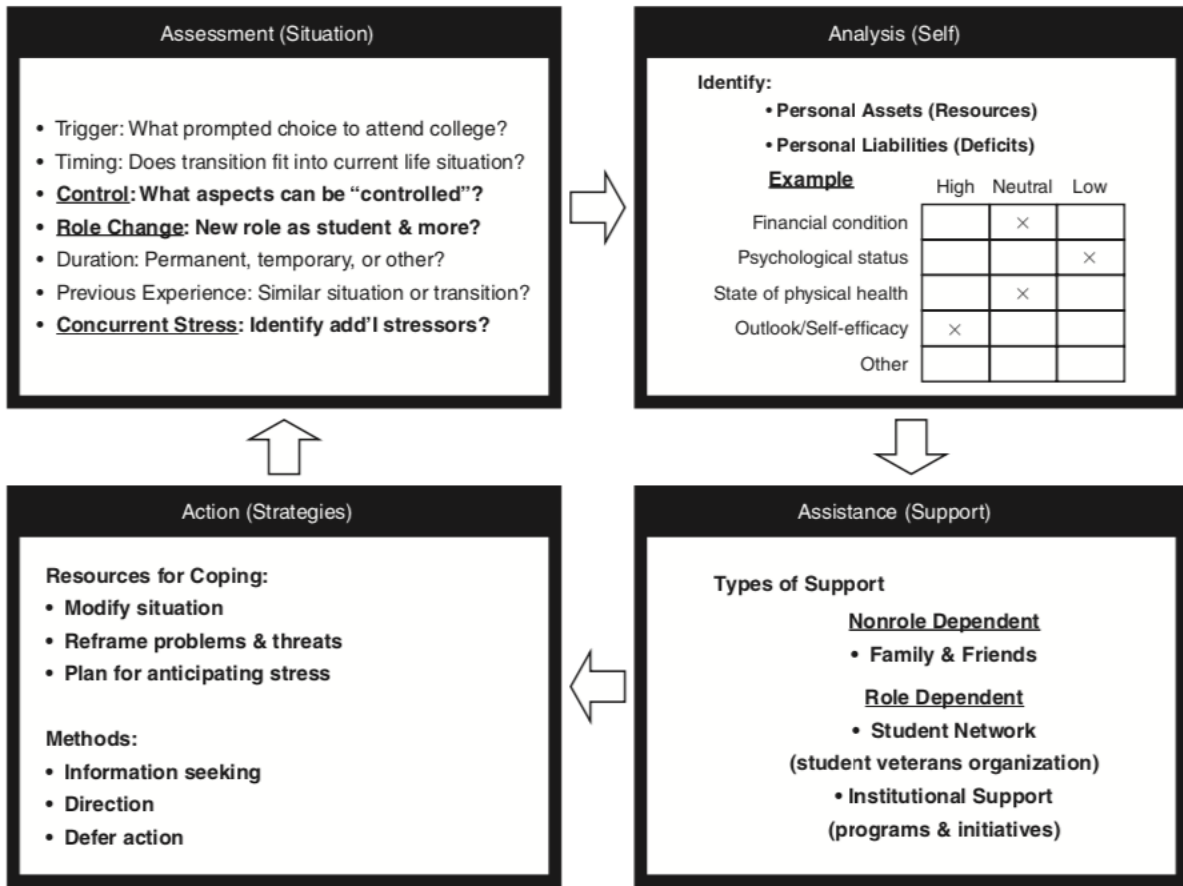 Assessment (Situation)
• Trigger: What prompted choice to attend college?
• Timing: Does transition fit into current life situation?
• Control: What aspects can be “controlled”?
• Role Change: New role as student & more?
• Duration: Permanent, temporary, or other?
• Previous Experience: Similar situation or transition?
• Concurrent Stress: Identify add’l stressors?
Analysis (Self)
Identify:
• Personal Assets (Resources)
• Personal Liabilities (Deficits)
Example High Neutral Low
Financial condition ×
Psychological status ×
State of physical health ×
Outlook/Self-efficacy ×
Other
Assistance (Support)
Types of Support
Nonrole Dependent
• Family & Friends
Role Dependent
• Student Network
(student veterans organization)
• Institutional Support
(programs & initiatives)
Action (Strategies)
Resources for Coping:
• Modify situation
• Reframe problems & threats
• Plan for anticipating stress
Methods:
• Information seeking
• Direction
• Defer action